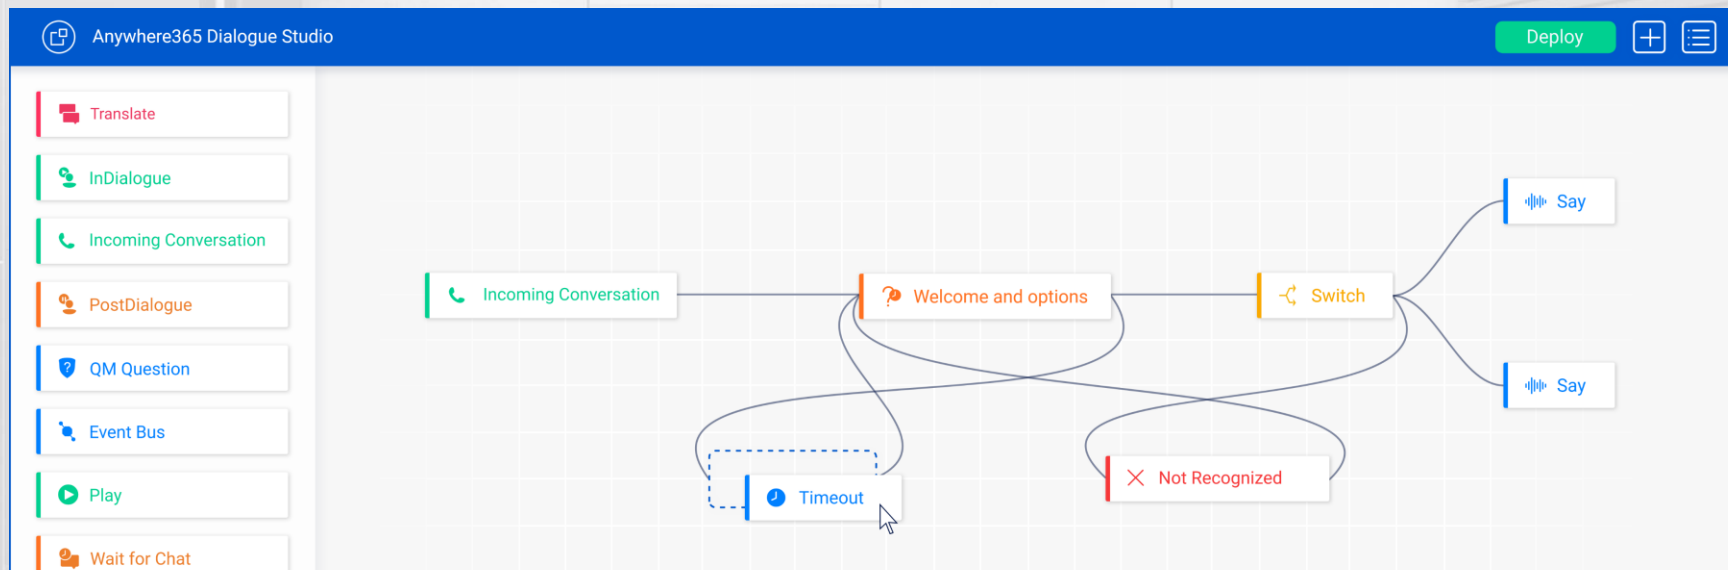 Anywhere365 Dialogue Studio
Deploy
Translate
InDialogue
Incoming Conversation
PostDialogue
QM Question
Event Bus
Play
Wait for Chat
Incoming Conversation
Welcome and options
Switch
Say
Say
Timeout
Not Recognized